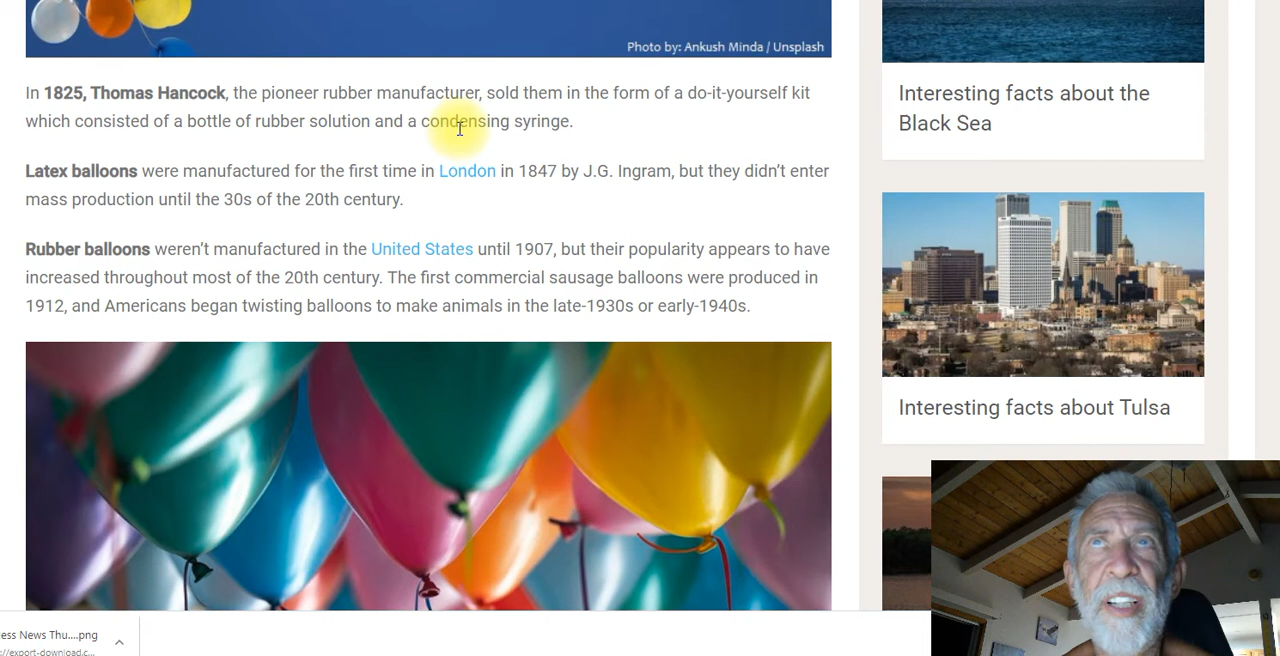 Photo by: Ankush Minda / Unsplash
In 1825, Thomas Hancock, the pioneer rubber manufacturer, sold them in the form of a do-it-yourself kit
which consisted of a bottle of rubber solution and a condensing syringe.
Latex balloons were manufactured for the first time in London in 1847 by J.G. Ingram, but they didn’t enter
mass production until the 30s of the 20th century.
Rubber balloons weren’t manufactured in the United States until 1907, but their popularity appears to have
increased throughout most of the 20th century. The first commercial sausage balloons were produced in
1912, and Americans began twisting balloons to make animals in the late-1930s or early-1940s.
Interesting facts about the
Black Sea
Interesting facts about Tulsa
ess News Thu....png
://export-download.c...